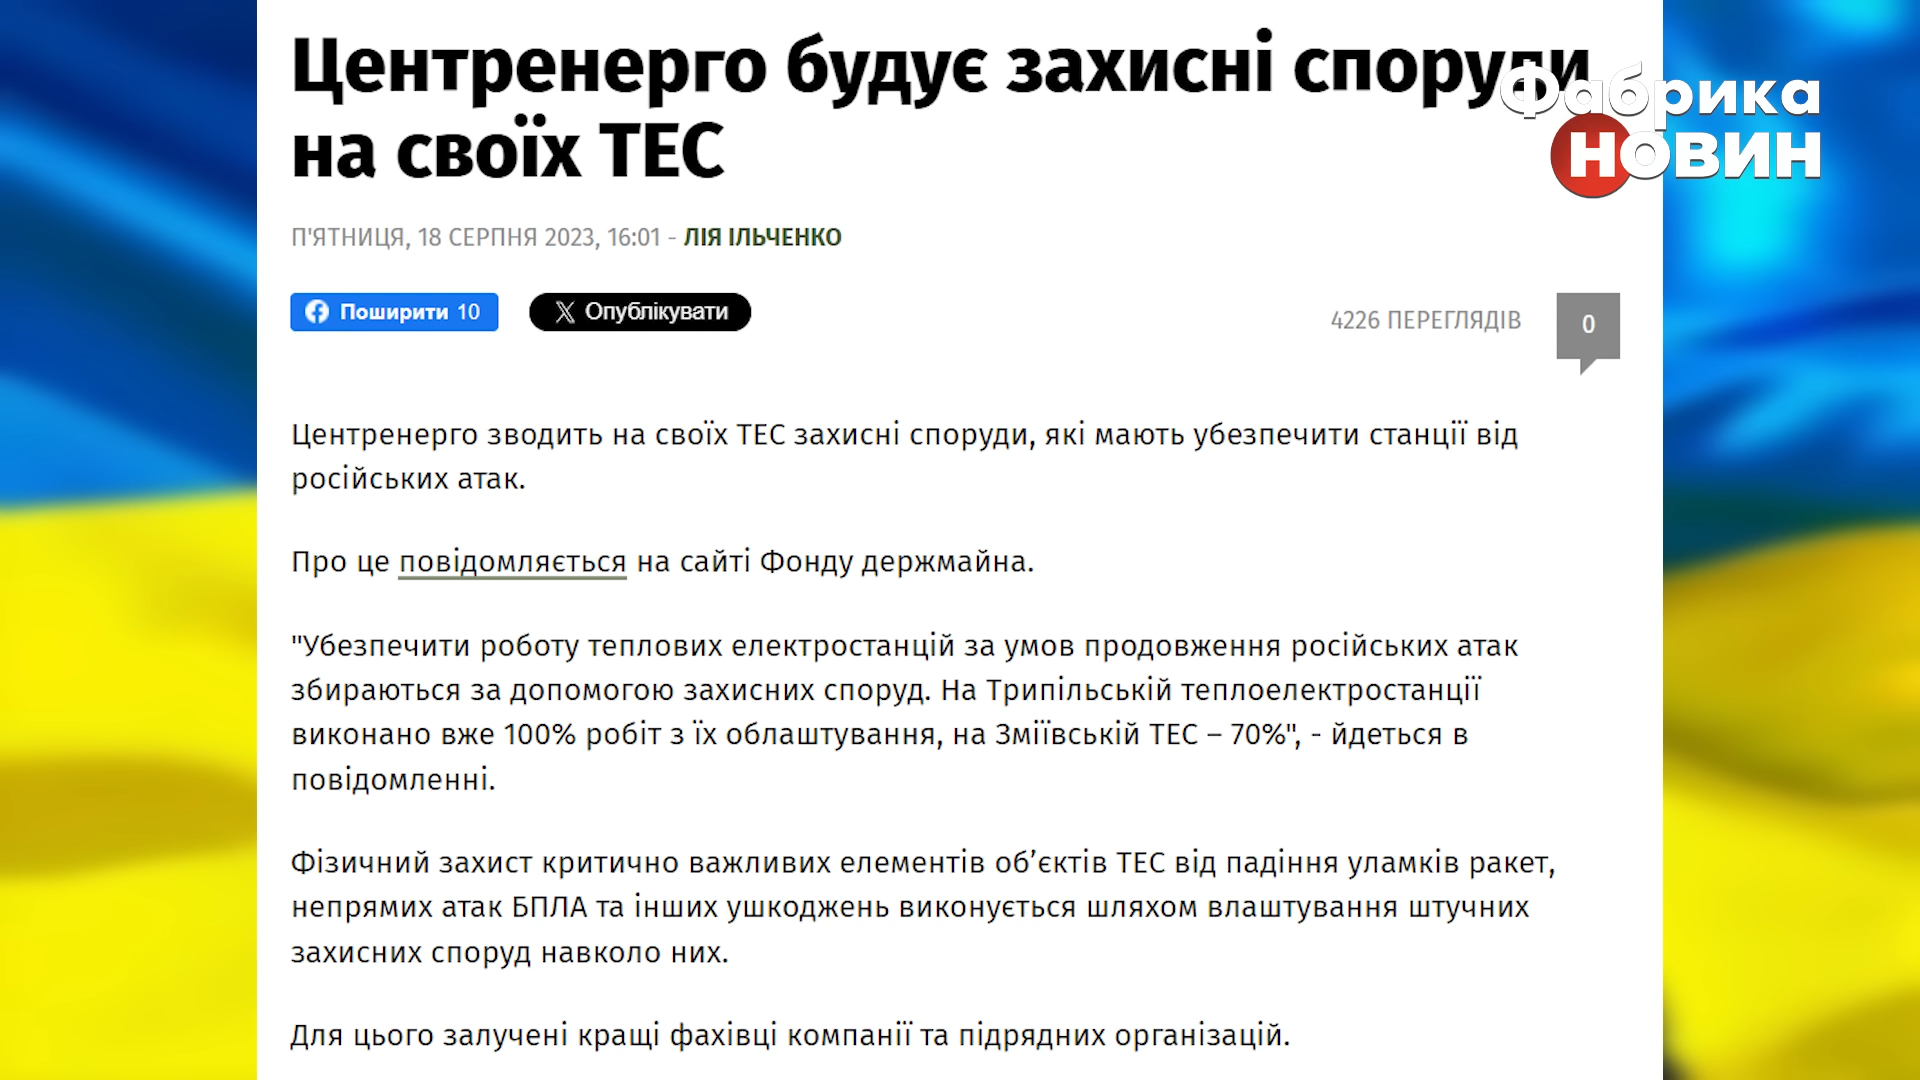 Центренерго будує захисні споруди
на своїх ТЕС
Фабрика
новин
П'ЯТНИЦЯ, 18 СЕРПНЯ 2023, 16:01 - ЛІЯ ІЛЬЧЕНКО
Поширити 10
Опублікувати
4226 ПЕРЕГЛЯДІВ
0
Центренерго зводить на своїх ТЕС захисні споруди, які мають убезпечити станції від
російських атак.
Про це повідомляється на сайті Фонду держмайна.
"Убезпечити роботу теплових електростанцій за умов продовження російських атак
збираються за допомогою захисних споруд. На Трипільській теплоелектростанції
виконано вже 100% робіт з їх облаштування, на Зміївській ТЕС – 70%", - йдеться в
повідомленні.
Фізичний захист критично важливих елементів об’єктів ТЕС від падіння уламків ракет,
непрямих атак БПЛА та інших ушкоджень виконується шляхом влаштування штучних
захисних споруд навколо них.
Для цього залучені кращі фахівці компанії та підрядних організацій.